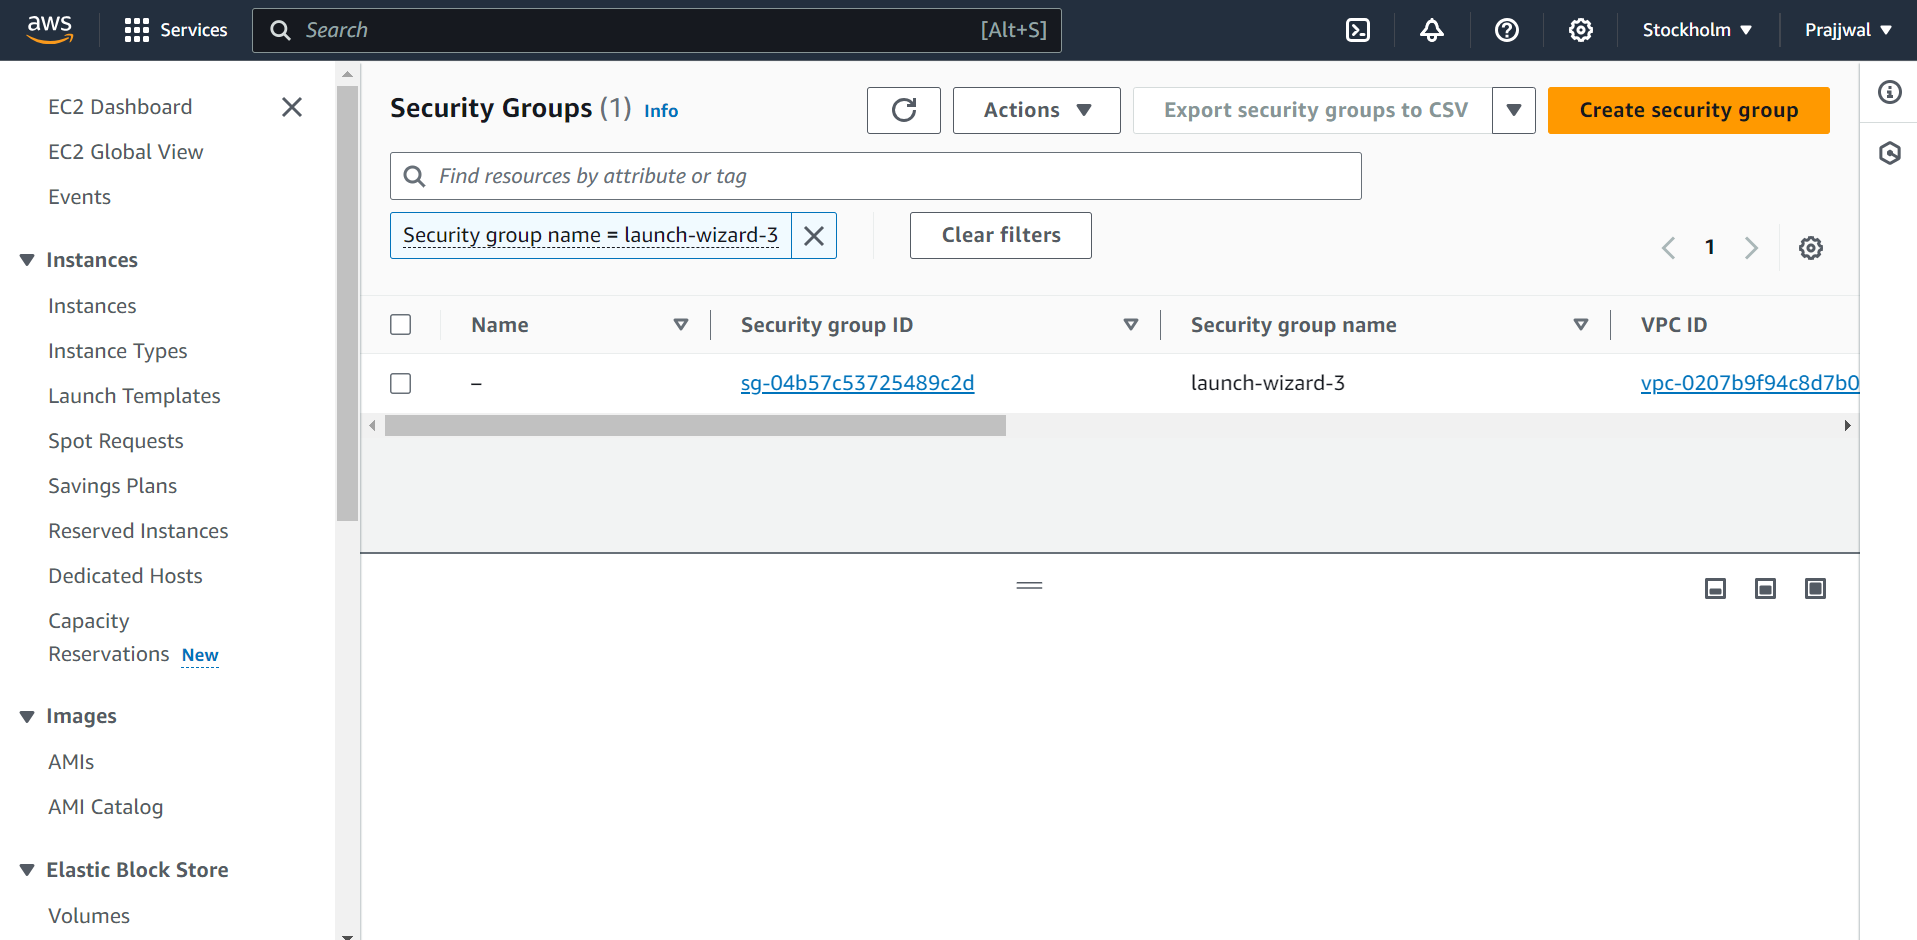 aws
Services
Search
[Alt+S]
Stockholm
Prajjwal
EC2 Dashboard
EC2 Global View
Events
Instances
Instances
Instance Types
Launch Templates
Spot Requests
Savings Plans
Reserved Instances
Dedicated Hosts
Capacity
Reservations New
Images
AMIs
AMI Catalog
Elastic Block Store
Volumes
Security Groups (1) Info
Actions
Export security groups to CSV
Create security group
Find resources by attribute or tag
Security group name = launch-wizard-3
Clear filters
1
Name
Security group ID
Security group name
VPC ID
–
sg-04b57c53725489c2d
launch-wizard-3
vpc-0207b9f94c8d7b0